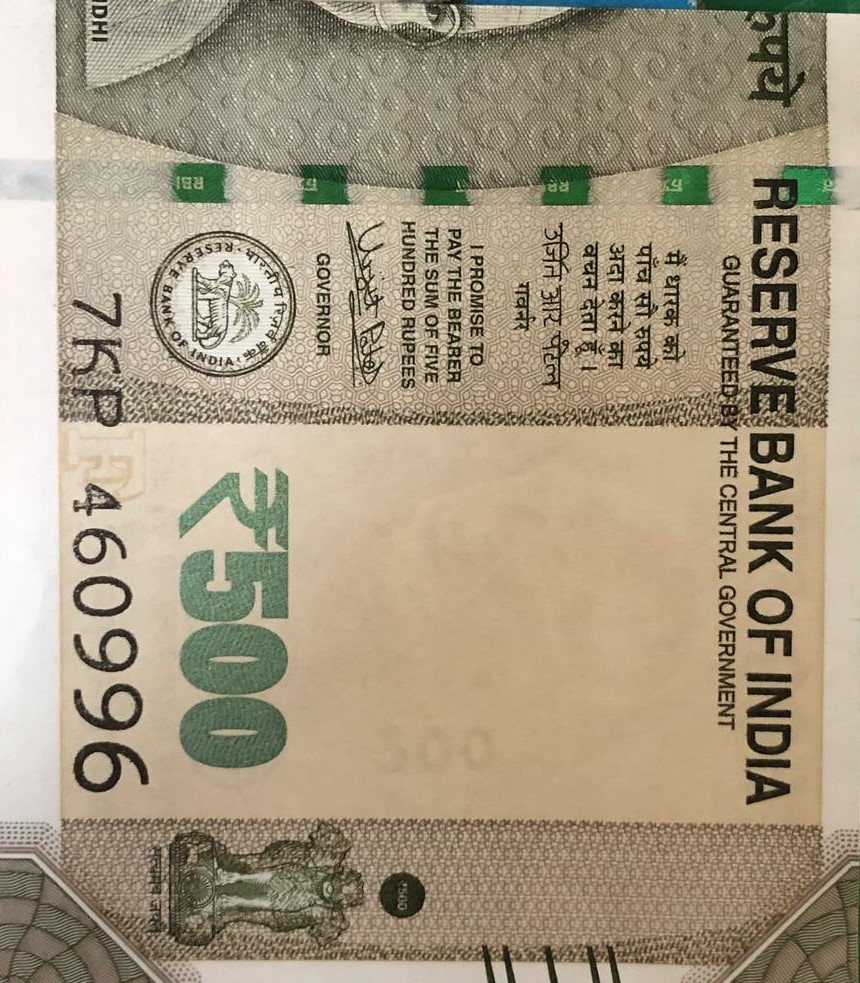 रुपये
RESERVE BANK OF INDIA
GUARANTEED BY THE CENTRAL GOVERNMENT
मैं धारक को
पाँच सौ रुपये
अदा करने का
वचन देता हूँ।
उर्जित आर पटेल
गवर्नर
I PROMISE TO
PAY THE BEARER
THE SUM OF FIVE
HUNDRED RUPEES
GOVERNOR
भारतीय रिज़र्व बैंक
RESERVE BANK OF INDIA
RBI
RBI
₹500
500
₹500
सत्यमेव जयते
7KP 460996